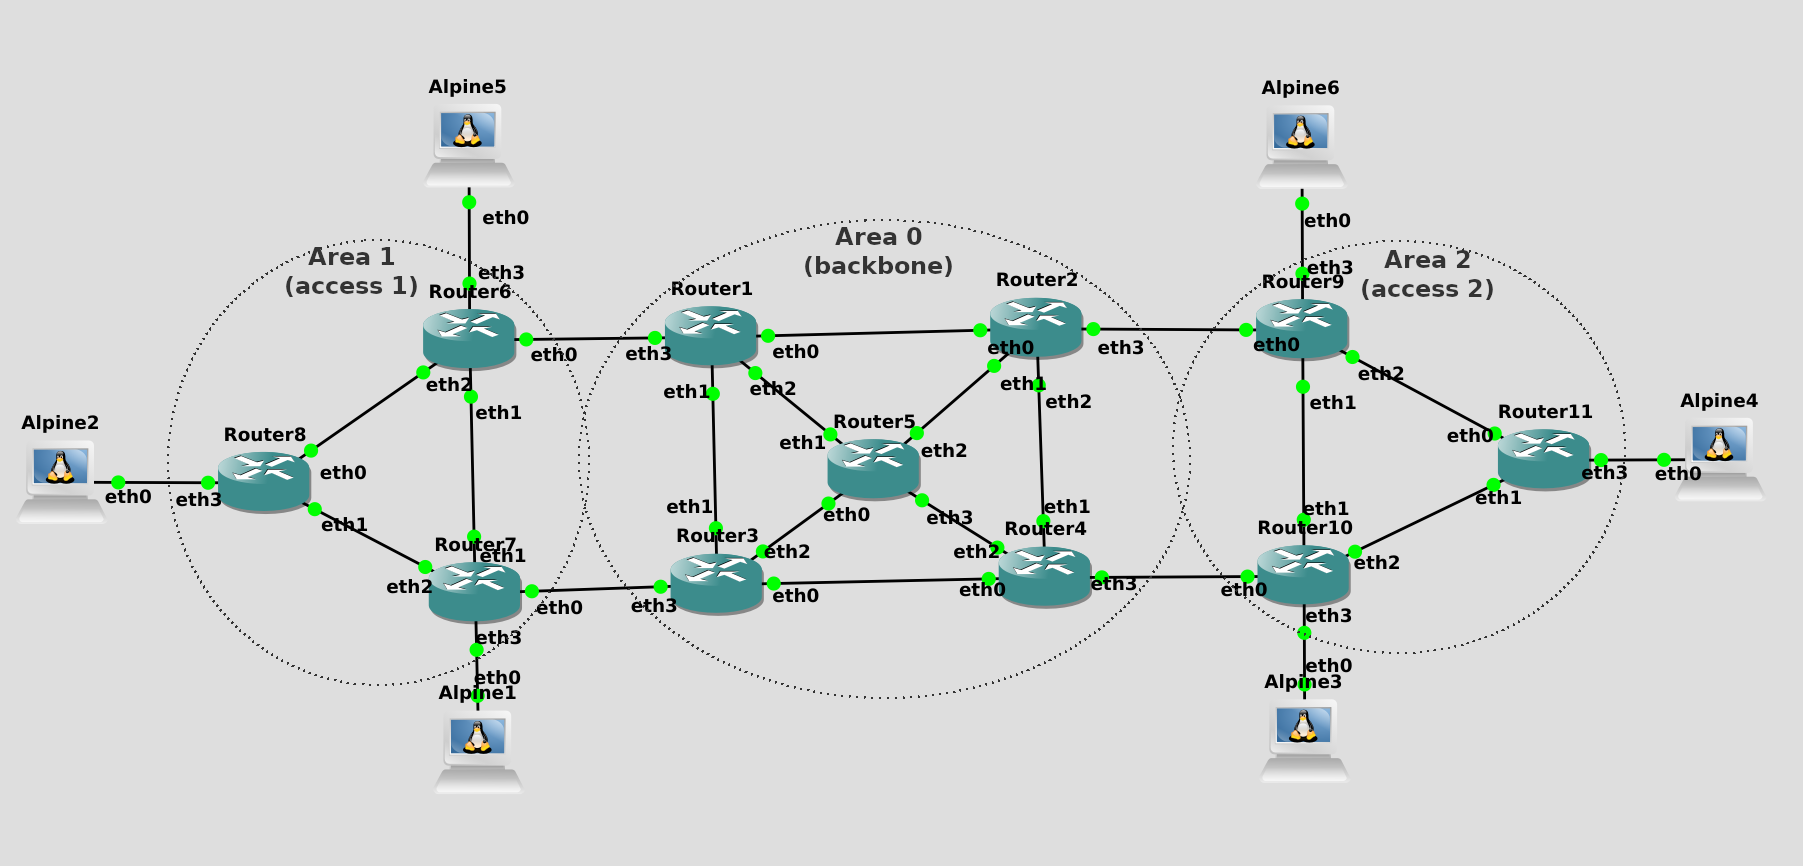 Alpine5
Alpine6
eth0
eth0
Area 1
(access 1)
Area 0
(backbone)
Area 2
(access 2)
eth3
Router6
Router1
Router2
eth3
Router9
eth0
eth3
eth0
eth0
eth3
eth0
eth2
eth1
eth1
eth2
eth1
eth2
eth2
eth1
Alpine2
Router8
eth0
eth3
eth0
eth1
Router5
eth1
eth2
eth0
eth3
Router11
eth0
eth3
eth1
Alpine4
eth0
eth1
Router3
eth2
eth1
Router4
eth2
eth1
Router10
eth2
Router7
eth1
eth2
eth0
eth3
eth0
eth0
eth3
eth0
eth3
eth0
Alpine1
eth3
eth0
Alpine3